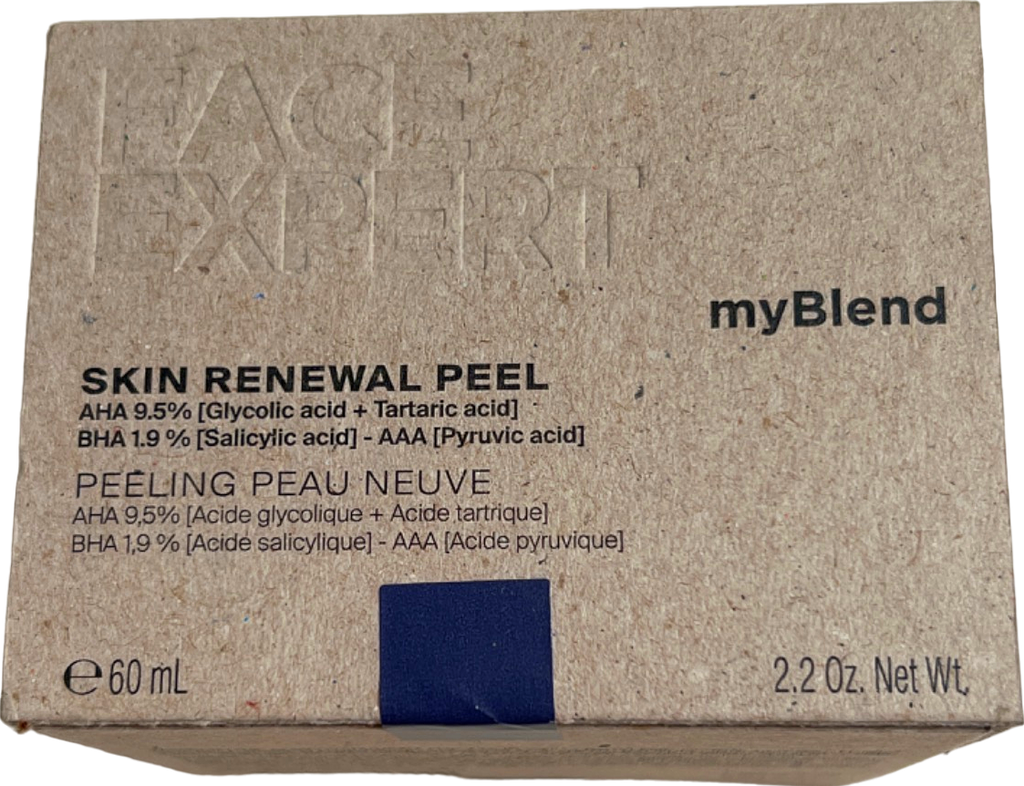 FACE
EXPERT
myBlend
SKIN RENEWAL PEEL
AHA 9.5% [Glycolic acid + Tartaric acid]
BHA 1.9 % [Salicylic acid] - AAA [Pyruvic acid]
PEELING PEAU NEUVE
AHA 9,5% [Acide glycolique + Acide tartrique]
BHA 1,9 % [Acide salicylique] - AAA [Acide pyruvique]
℮ 60 mL
2.2 Oz. Net Wt.